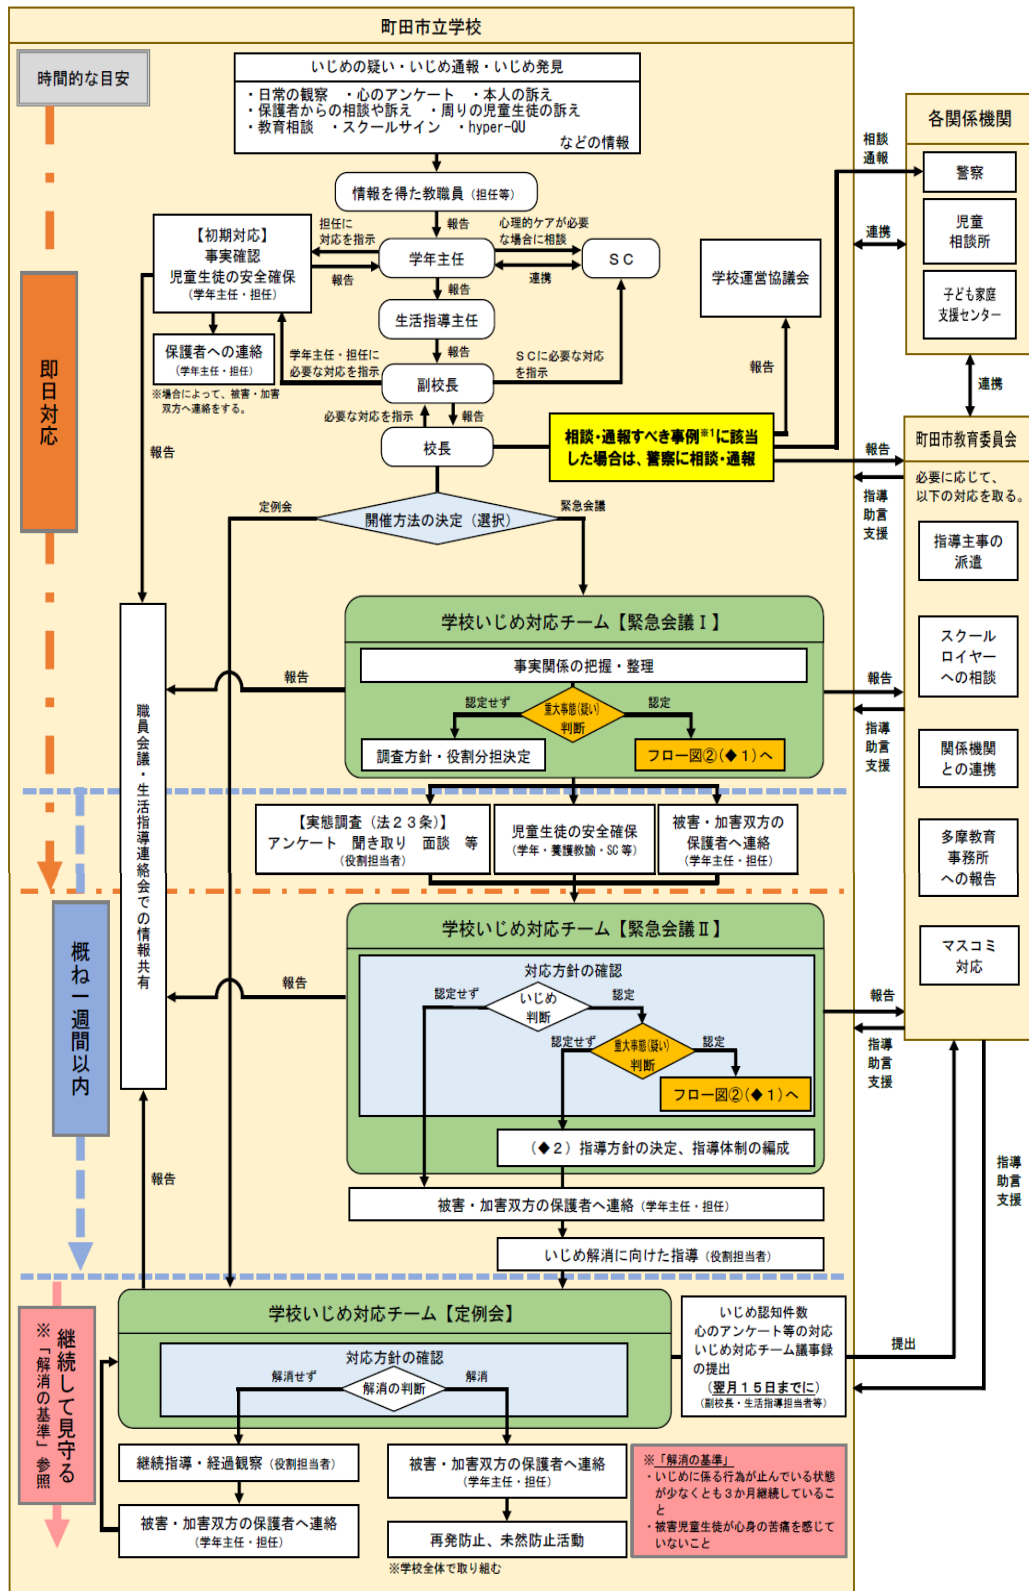 町田市立学校
時間的な目安
いじめの疑い・いじめ通報・いじめ発見
・日常の観察　・心のアンケート　・本人の訴え
・保護者からの相談や訴え　・周りの児童生徒の訴え
・教育相談　・スクールサイン　・hyper-QU
などの情報
情報を得た教職員（担任等）
報告
担任に
対応を指示
心理的ケアが必要
な場合に相談
【初期対応】
事実確認
児童生徒の安全確保
（学年主任・担任）
学年主任
ＳＣ
報告
連携
報告
生活指導主任
報告
保護者への連絡
（学年主任・担任）
※場合によって、被害・加害
双方へ連絡をする。
学年主任・担任に
必要な対応を指示
副校長
ＳＣに必要な対応
を指示
必要な対応を指示
報告
校長
学校運営協議会
報告
相談・通報すべき事例※1に該当
した場合は、警察に相談・通報
相談
通報
連携
各関係機関
警察
児童
相談所
子ども家庭
支援センター
連携
町田市教育委員会
必要に応じて、
以下の対応を取る。
指導主事の
派遣
スクール
ロイヤー
への相談
関係機関
との連携
多摩教育
事務所
への報告
マスコミ
対応
報告
指導
助言
支援
即日対応
報告
定例会
開催方法の決定（選択）
緊急会議
学校いじめ対応チーム【緊急会議Ⅰ】
事実関係の把握・整理
認定せず
重大事態(疑い)
判断
認定
調査方針・役割分担決定
フロー図②(◆１)へ
報告
報告
指導
助言
支援
職員会議・生活指導連絡会での情報共有
【実態調査（法２３条）】
アンケート　聞き取り　面談　等
（役割担当者）
児童生徒の安全確保
（学年・養護教諭・SC 等）
被害・加害双方の
保護者へ連絡
（学年主任・担任）
概ね一週間以内
学校いじめ対応チーム【緊急会議Ⅱ】
対応方針の確認
認定せず
いじめ
判断
認定
認定せず
重大事態(疑い)
判断
認定
フロー図②(◆１)へ
（◆２）指導方針の決定、指導体制の編成
報告
報告
指導
助言
支援
被害・加害双方の保護者へ連絡（学年主任・担任）
いじめ解消に向けた指導（役割担当者）
報告
指導
助言
支援
継続して見守る
※「解消の基準」参照
学校いじめ対応チーム【定例会】
対応方針の確認
解消せず
解消の判断
解消
いじめ認知件数
心のアンケート等の対応
いじめ対応チーム議事録
の提出
（翌月１５日までに）
（副校長・生活指導担当者等）
提出
継続指導・経過観察（役割担当者）
被害・加害双方の保護者へ連絡
（学年主任・担任）
被害・加害双方の保護者へ連絡
（学年主任・担任）
再発防止、未然防止活動
※学校全体で取り組む
※「解消の基準」
・いじめに係る行為が止んでいる状態
が少なくとも３か月継続しているこ
と
・被害児童生徒が心身の苦痛を感じて
いないこと